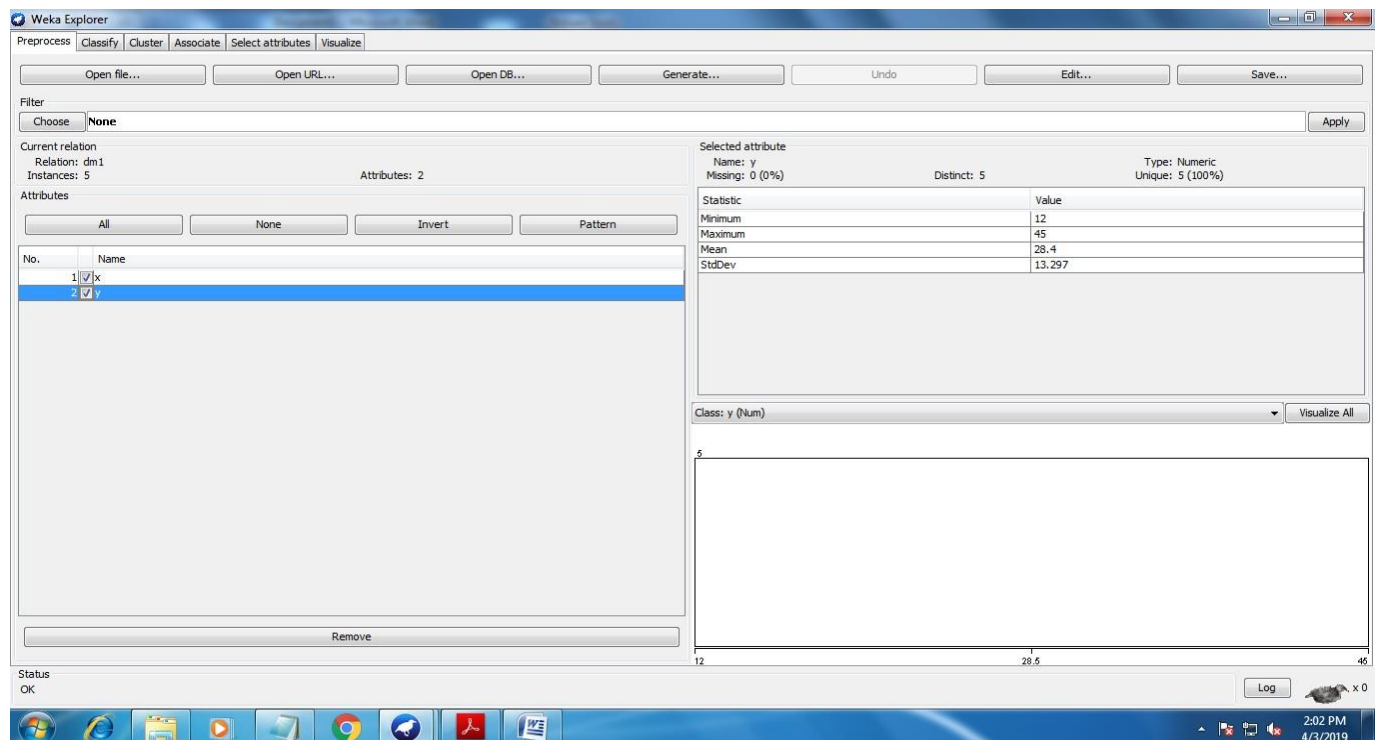 Weka Explorer
Preprocess Classify Cluster Associate Select attributes Visualize
Open file... Open URL... Open DB... Generate... Undo Edit... Save...
Filter
Choose None Apply
Current relation
Relation: dm1
Instances: 5 Attributes: 2
Attributes
All None Invert Pattern
No. Name
1 x
2 y
Remove
Selected attribute
Name: y Type: Numeric
Missing: 0 (0%) Distinct: 5 Unique: 5 (100%)
Statistic Value
Minimum 12
Maximum 45
Mean 28.4
StdDev 13.297
Class: y (Num) Visualize All
5
12 28.5 45
Status
OK
Log x 0
2:02 PM
4/3/2019